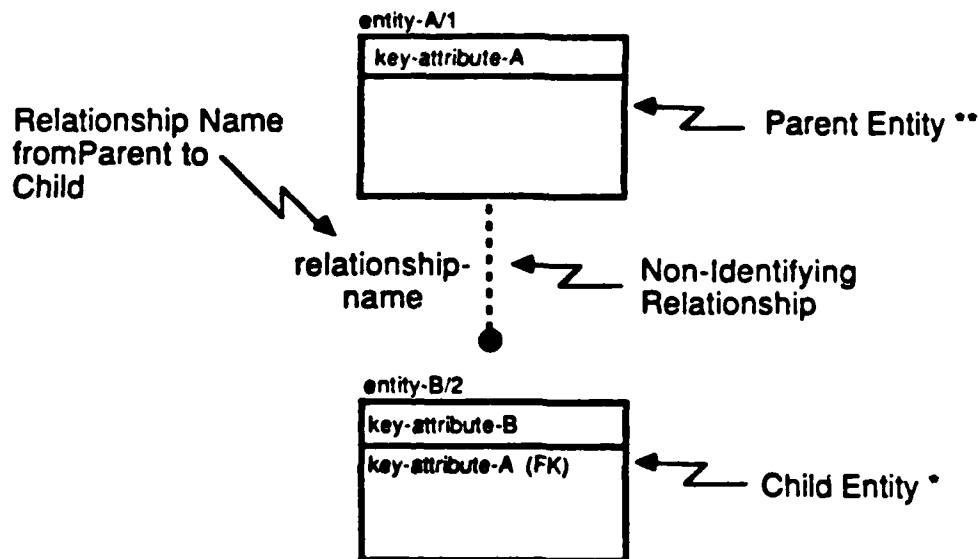 entity-A/1
key-attribute-A
Relationship Name
fromParent to
Child
Parent Entity **
relationship-
name
Non-Identifying
Relationship
entity-B/2
key-attribute-B
key-attribute-A (FK)
Child Entity *